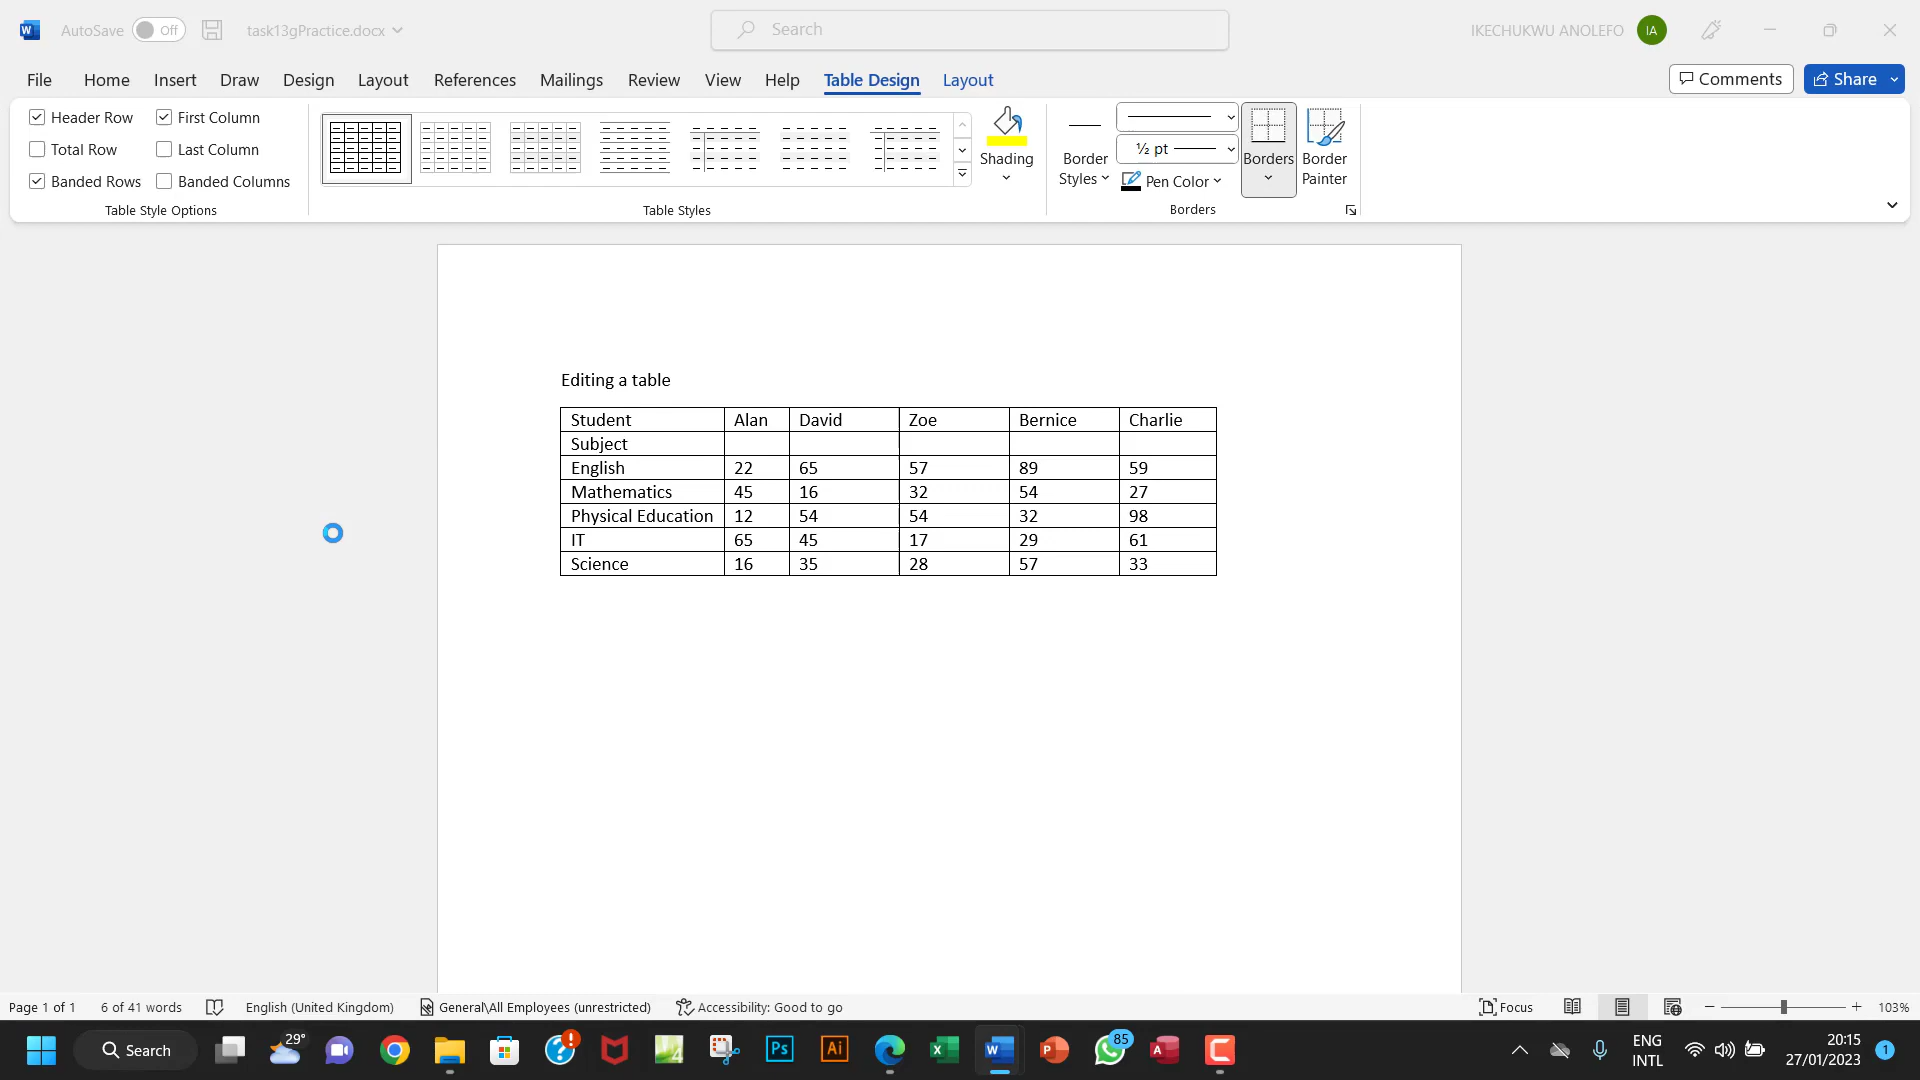 AutoSave Off task13gPractice.docx Search IKECHUKWU ANOLEFO IA
File Home Insert Draw Design Layout References Mailings Review View Help Table Design Layout Comments Share
Header Row First Column
Total Row Last Column
Banded Rows Banded Columns
Table Style Options
Table Styles
Shading
Border Styles
½ pt
Pen Color
Borders
Border Painter
Borders
Editing a table
Student Alan David Zoe Bernice Charlie
Subject
English 22 65 57 89 59
Mathematics 45 16 32 54 27
Physical Education 12 54 54 32 98
IT 65 45 17 29 61
Science 16 35 28 57 33
Page 1 of 1 6 of 41 words English (United Kingdom) General\All Employees (unrestricted) Accessibility: Good to go Focus 103%
Search 29° 85 ENG INTL 20:15 27/01/2023 1